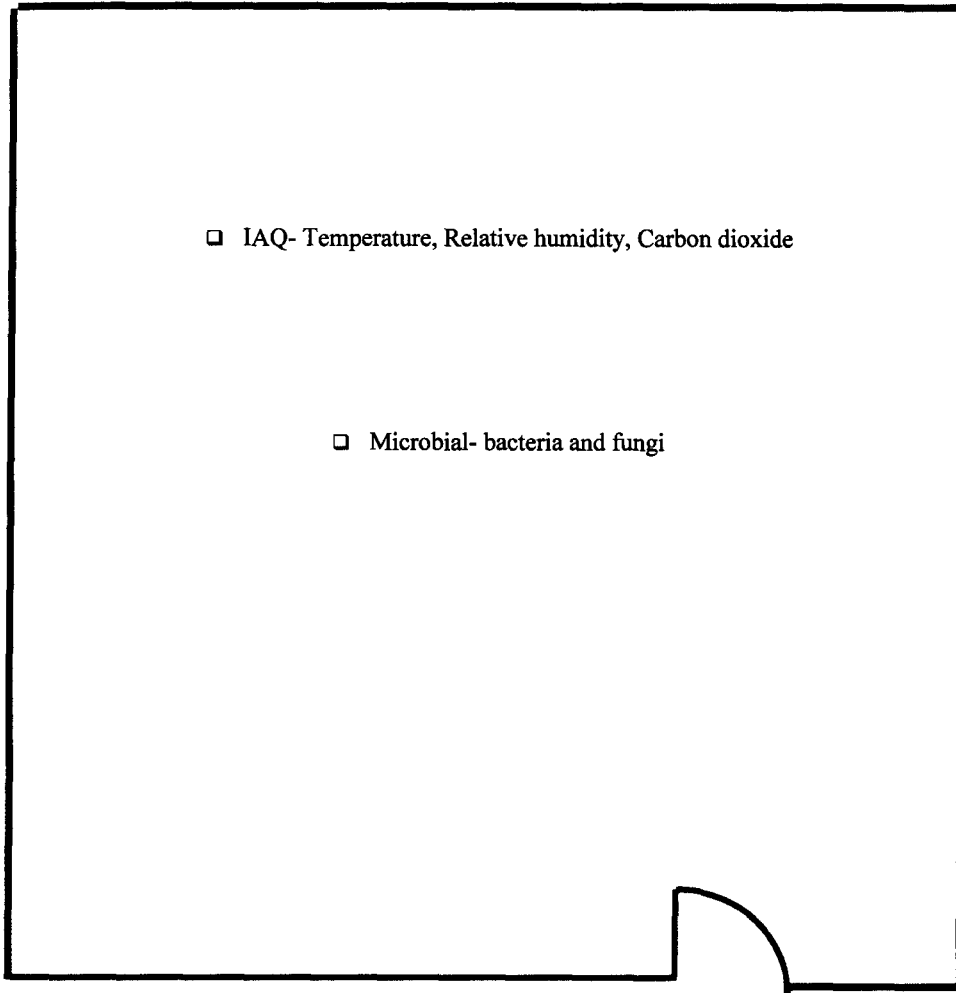 ❑ IAQ- Temperature, Relative humidity, Carbon dioxide
❑ Microbial- bacteria and fungi